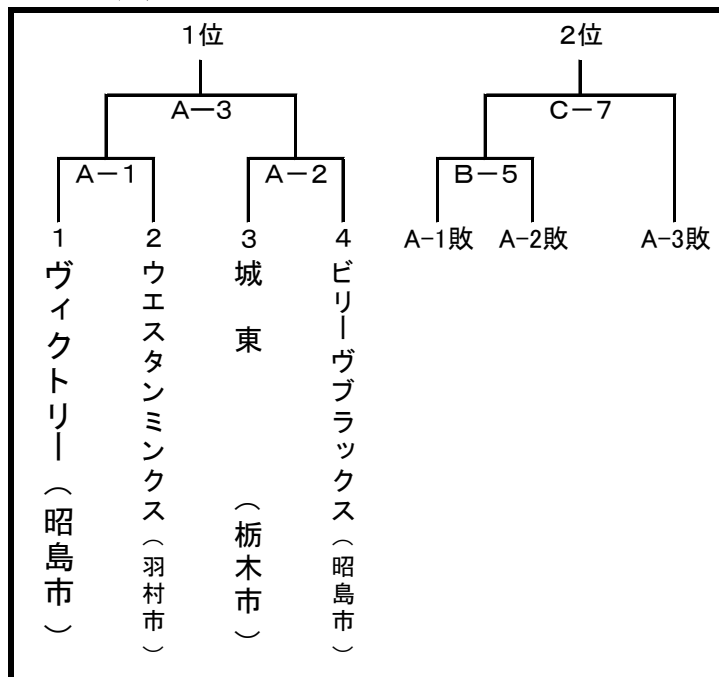 1位
2位
A－3
C－7
A－1
A－2
B－5
1
2
3
4
A-1敗
A-2敗
A-3敗
ヴィクトリー（昭島市）
ウエスタンミンクス（羽村市）
城東（栃木市）
ビリーヴブラックス（昭島市）